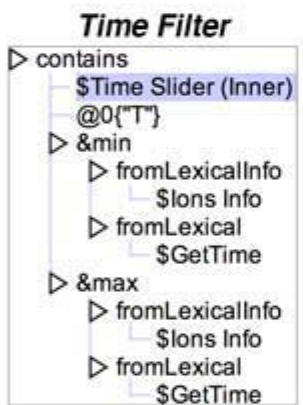 Time Filter
contains
$Time Slider (Inner)
@0{"T"}
&min
fromLexicalInfo
$Ions Info
fromLexical
$GetTime
&max
fromLexicalInfo
$Ions Info
fromLexical
$GetTime